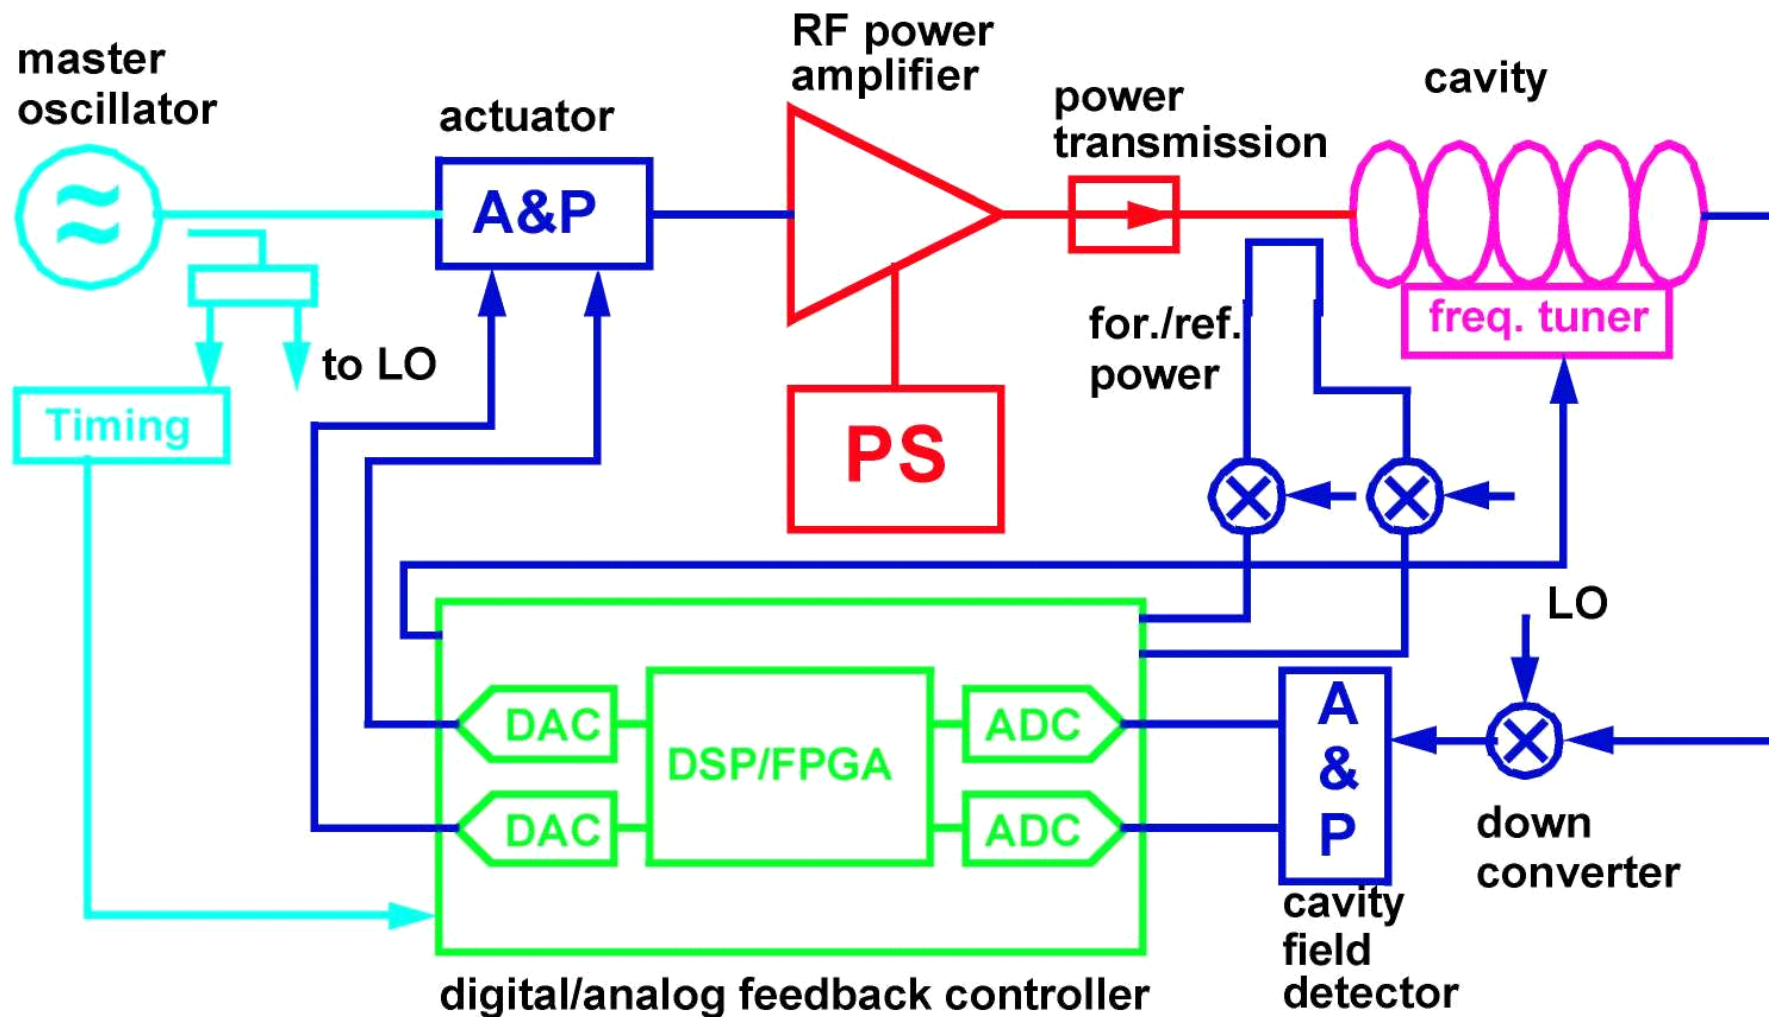 master
oscillator
actuator
RF power
amplifier
power
transmission
cavity
A&P
freq. tuner
for./ref.
power
to LO
Timing
PS
LO
DAC
DSP/FPGA
ADC
DAC
ADC
A
&
P
down
converter
cavity
field
detector
digital/analog feedback controller